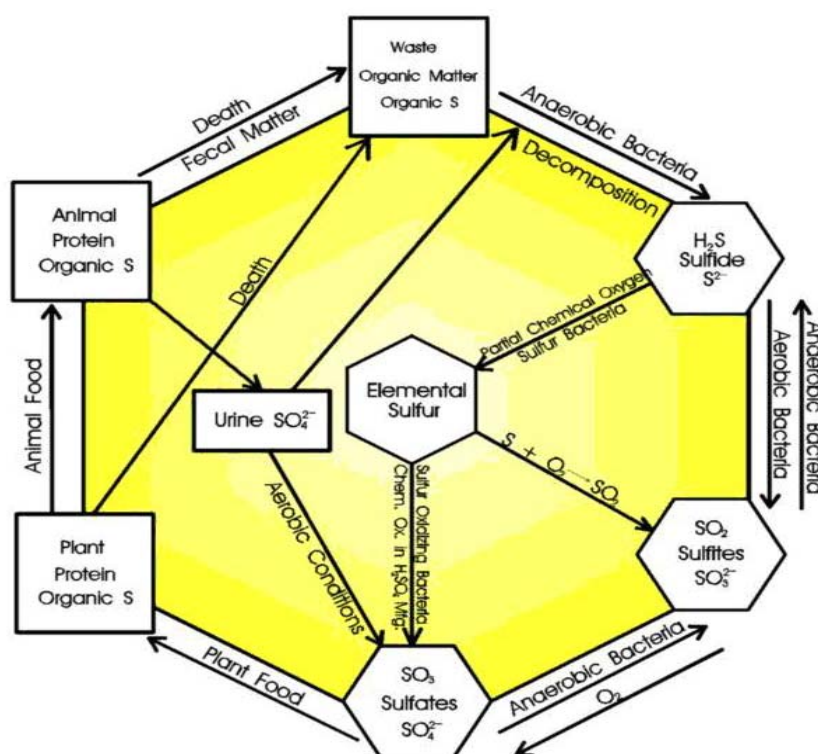 Waste
Organic Matter
Organic S
Death
Fecal Matter
Anaerobic Bacteria
Decomposition
Animal
Protein
Organic S
H₂S
Sulfide
S²⁻
Death
Partial Chemical Oxygen
Sulfur Bacteria
Animal Food
Aerobic Bacteria
Anaerobic Bacteria
Urine SO₄²⁻
Elemental
Sulfur
S + O₂ → SO₂
Aerobic Conditions
Sulfur Oxidizing Bacteria
Chem. Ox. in H₂SO₄ Mfg.
Plant
Protein
Organic S
SO₂
Sulfites
SO₃²⁻
Plant Food
SO₃
Sulfates
SO₄²⁻
Anaerobic Bacteria
O₂